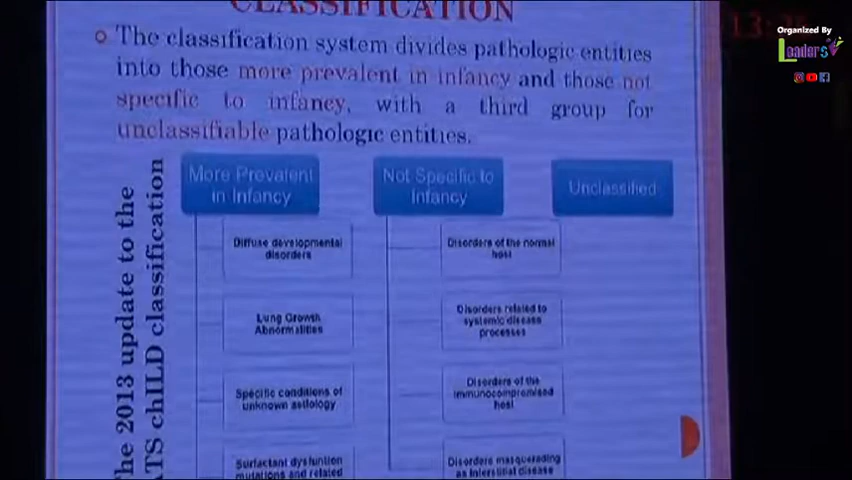 CLASSIFICATION
The classification system divides pathologic entities
into those more prevalent in infancy and those not
specific to infancy, with a third group for
unclassifiable pathologic entities.
he 2013 update to the
ATS chILD classification
More Prevalent
in Infancy
Diffuse developmental
disorders
Lung Growth
Abnormalities
Specific conditions of
unknown astiology
Surfactant dysfuntion
mutations and related
Not Specific to
Infancy
Disorders of the normal
host
Disorders related to
systemic disease
processes
Disorders of the
immunocompromised
host
Disorders masquerading
as interstitial disease
Unclassified
Organized By
Leaders